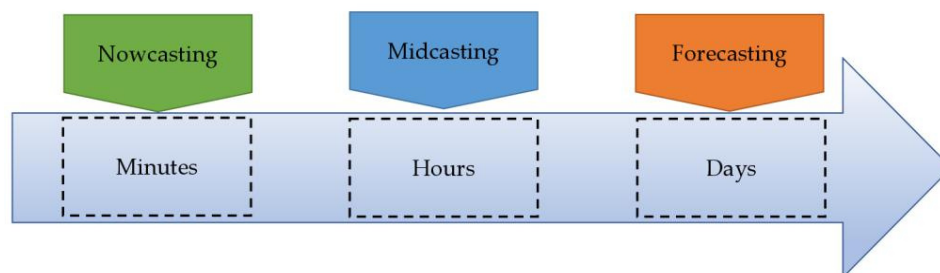 Nowcasting
Midcasting
Forecasting
Minutes
Hours
Days